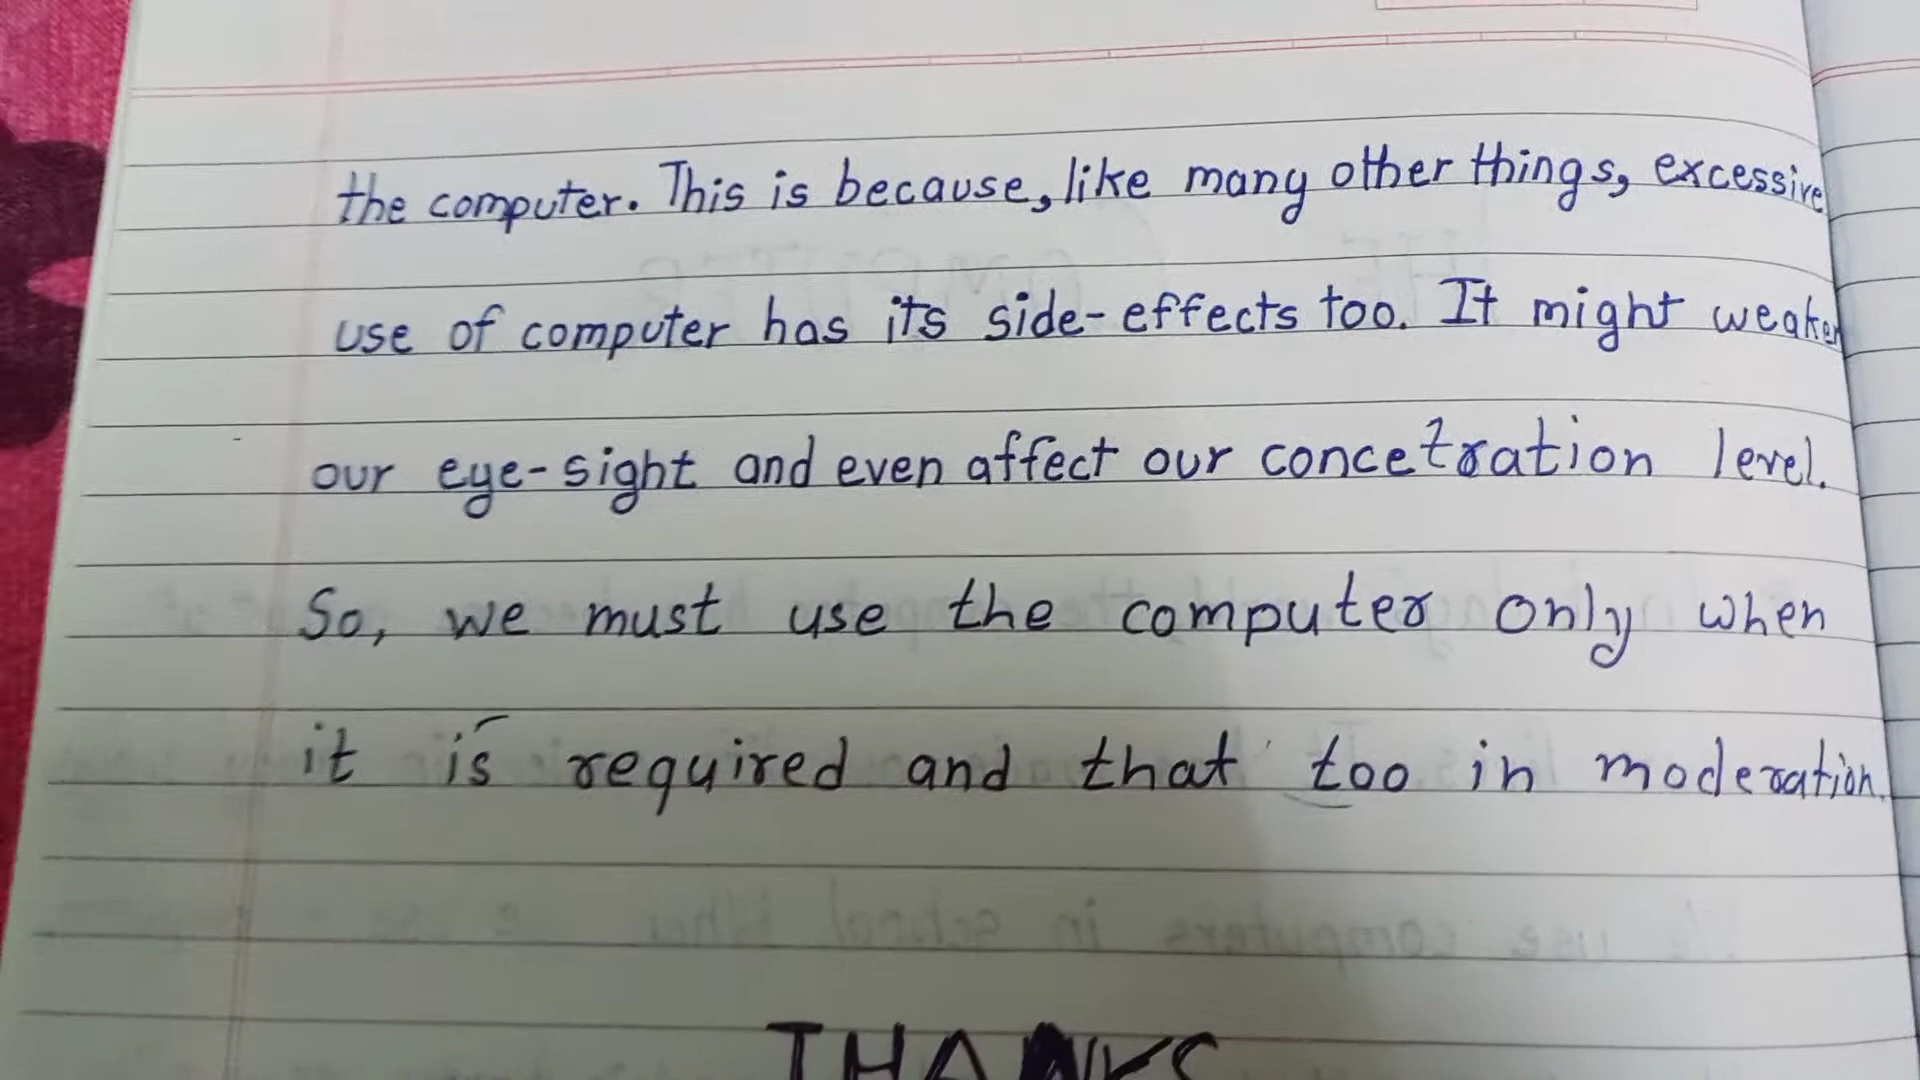 the computer. This is because, like many other things, excessive
use of computer has its side-effects too. It might weaken
our eye-sight and even affect our concetration level.
So, we must use the computer only when
it is required and that too in moderation.
THANKS